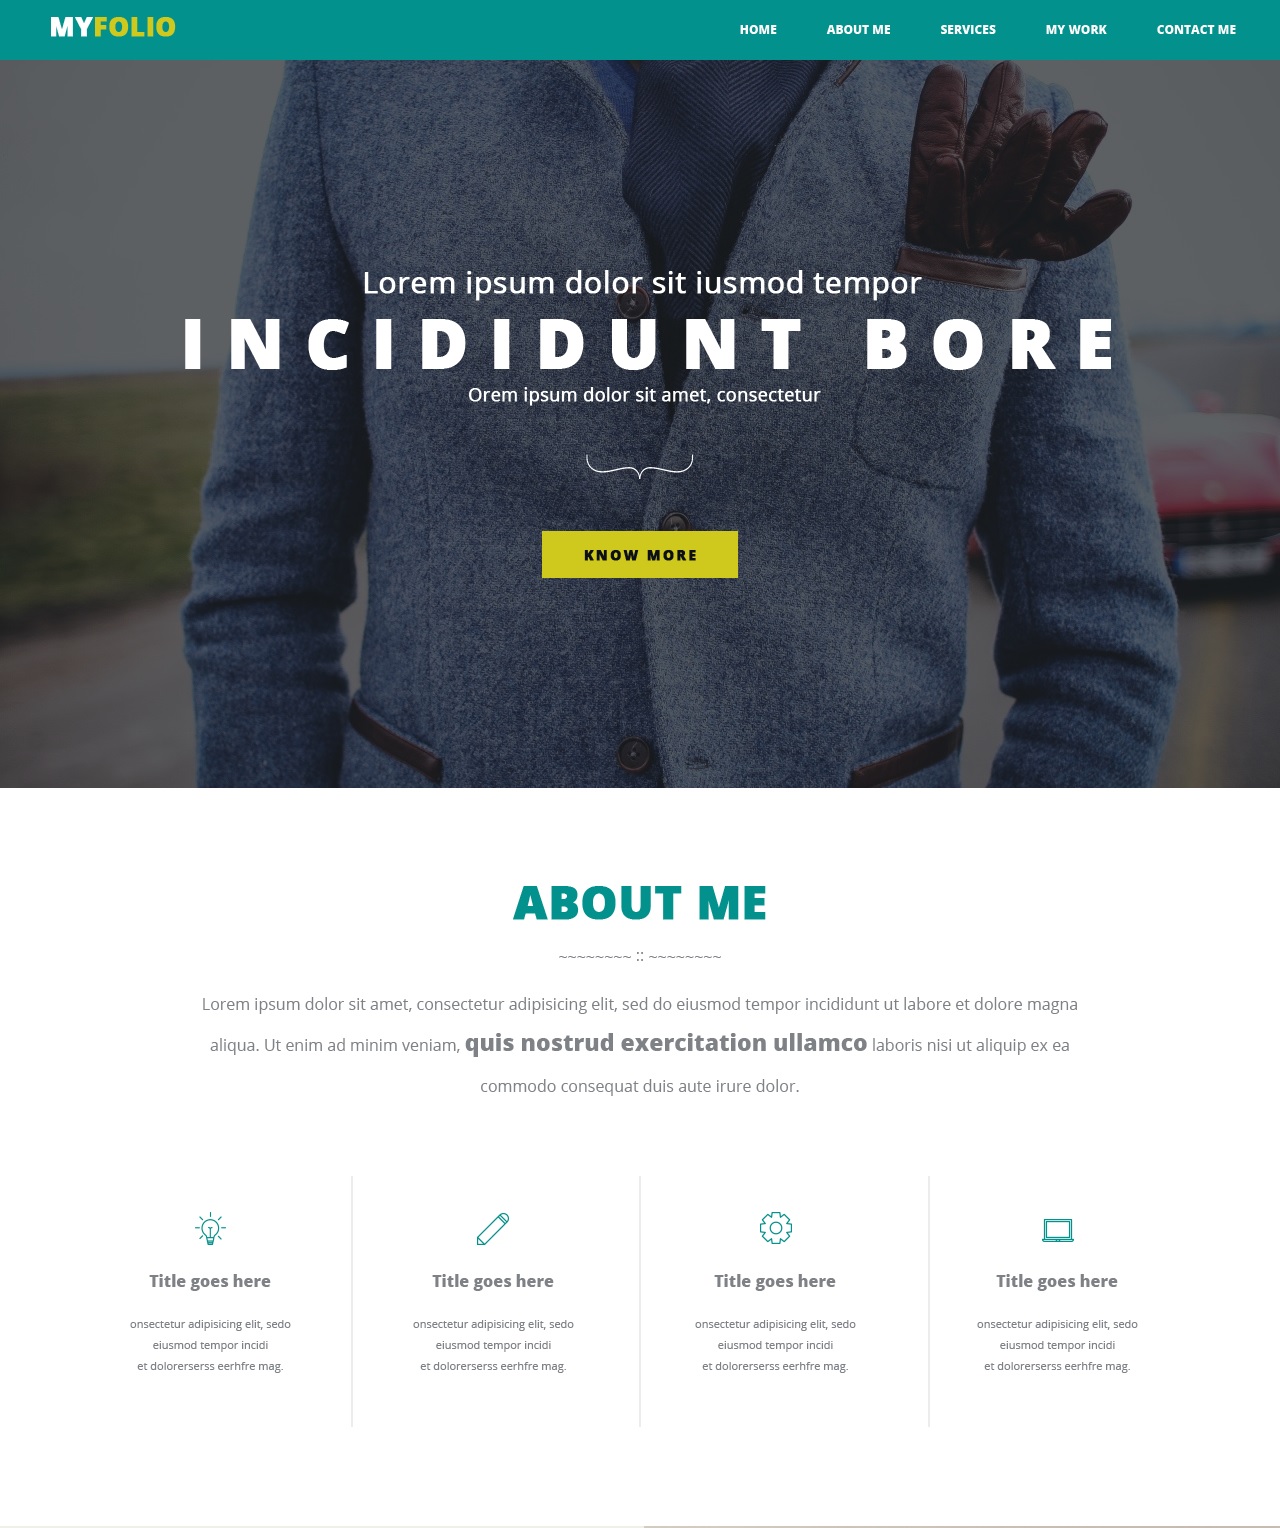 MYFOLIO
HOME ABOUT ME SERVICES MY WORK CONTACT ME
Lorem ipsum dolor sit iusmod tempor
INCIDIDUNT BORE
Orem ipsum dolor sit amet, consectetur
KNOW MORE
ABOUT ME
~~~~~~~~ :: ~~~~~~~~
Lorem ipsum dolor sit amet, consectetur adipisicing elit, sed do eiusmod tempor incididunt ut labore et dolore magna
aliqua. Ut enim ad minim veniam, quis nostrud exercitation ullamco laboris nisi ut aliquip ex ea
commodo consequat duis aute irure dolor.
Title goes here
onsectetur adipisicing elit, sedo
eiusmod tempor incidi
et dolorerserss eerhfre mag.
Title goes here
onsectetur adipisicing elit, sedo
eiusmod tempor incidi
et dolorerserss eerhfre mag.
Title goes here
onsectetur adipisicing elit, sedo
eiusmod tempor incidi
et dolorerserss eerhfre mag.
Title goes here
onsectetur adipisicing elit, sedo
eiusmod tempor incidi
et dolorerserss eerhfre mag.